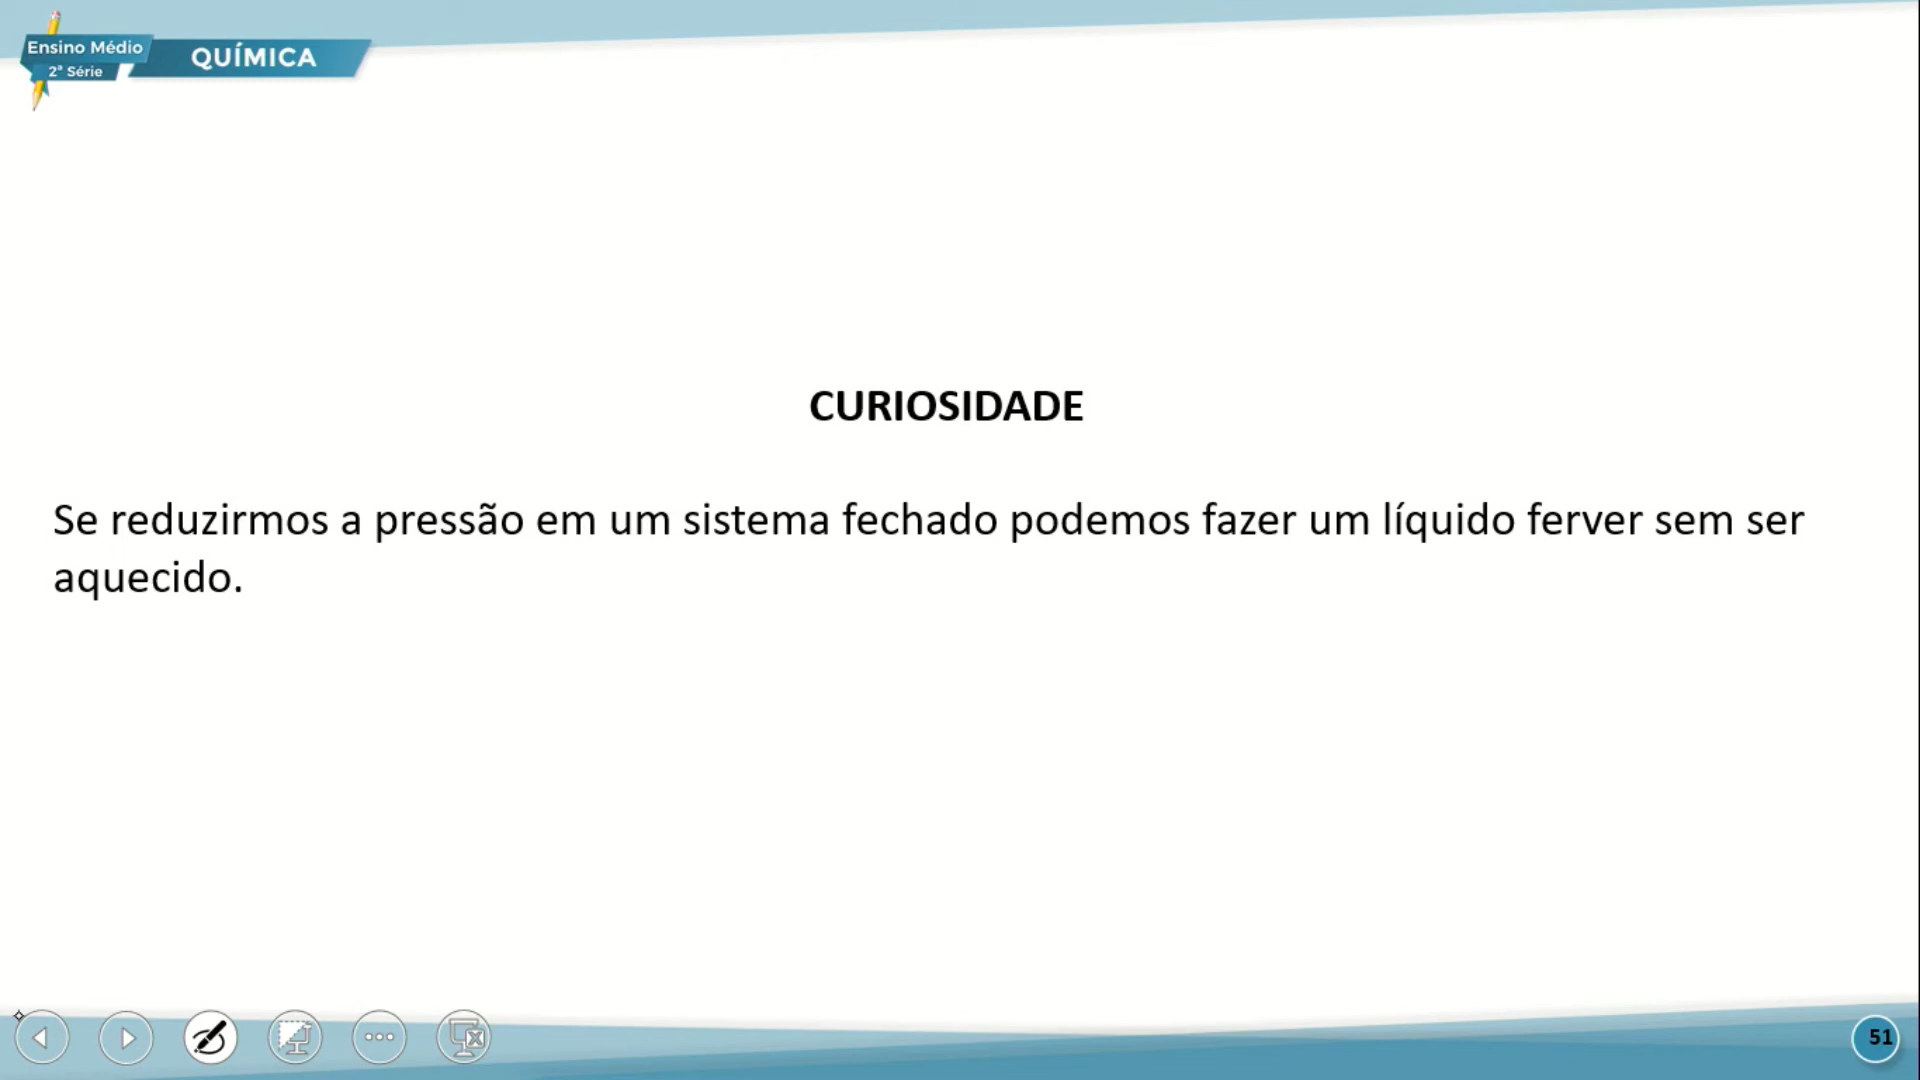 Ensino Médio
2ª Série
QUÍMICA
CURIOSIDADE
Se reduzirmos a pressão em um sistema fechado podemos fazer um líquido ferver sem ser
aquecido.
51